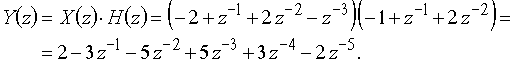 Y(z) = X(z)·H(z) = (−2 + z⁻¹ + 2z⁻² − z⁻³)(−1 + z⁻¹ + 2z⁻²) =
= 2 − 3z⁻¹ − 5z⁻² + 5z⁻³ + 3z⁻⁴ − 2z⁻⁵.